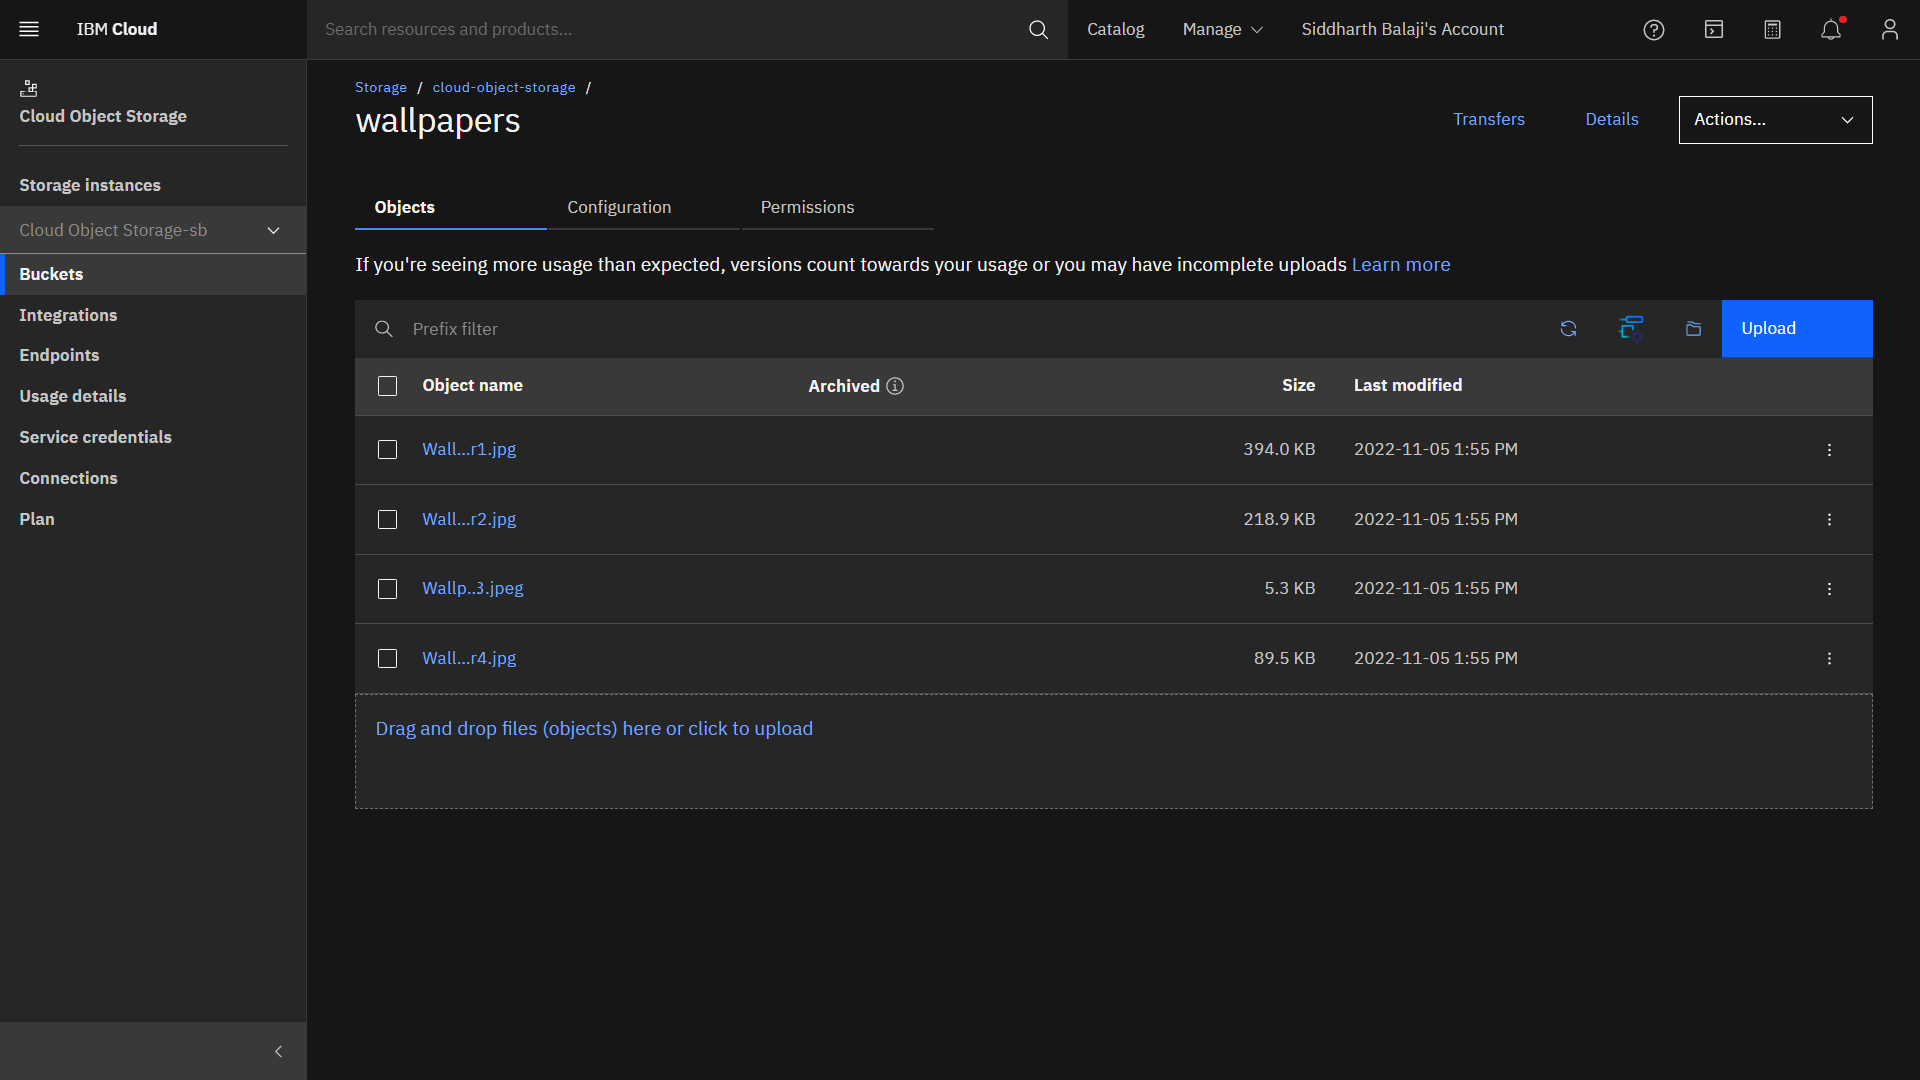 IBM Cloud
Search resources and products...
Catalog
Manage
Siddharth Balaji's Account
Cloud Object Storage
Storage instances
Cloud Object Storage-sb
Buckets
Integrations
Endpoints
Usage details
Service credentials
Connections
Plan
Storage / cloud-object-storage /
wallpapers
Transfers
Details
Actions...
Objects
Configuration
Permissions
If you're seeing more usage than expected, versions count towards your usage or you may have incomplete uploads Learn more
Prefix filter
Upload
Object name Archived Size Last modified
Wall...r1.jpg 394.0 KB 2022-11-05 1:55 PM
Wall...r2.jpg 218.9 KB 2022-11-05 1:55 PM
Wallp..3.jpeg 5.3 KB 2022-11-05 1:55 PM
Wall...r4.jpg 89.5 KB 2022-11-05 1:55 PM
Drag and drop files (objects) here or click to upload